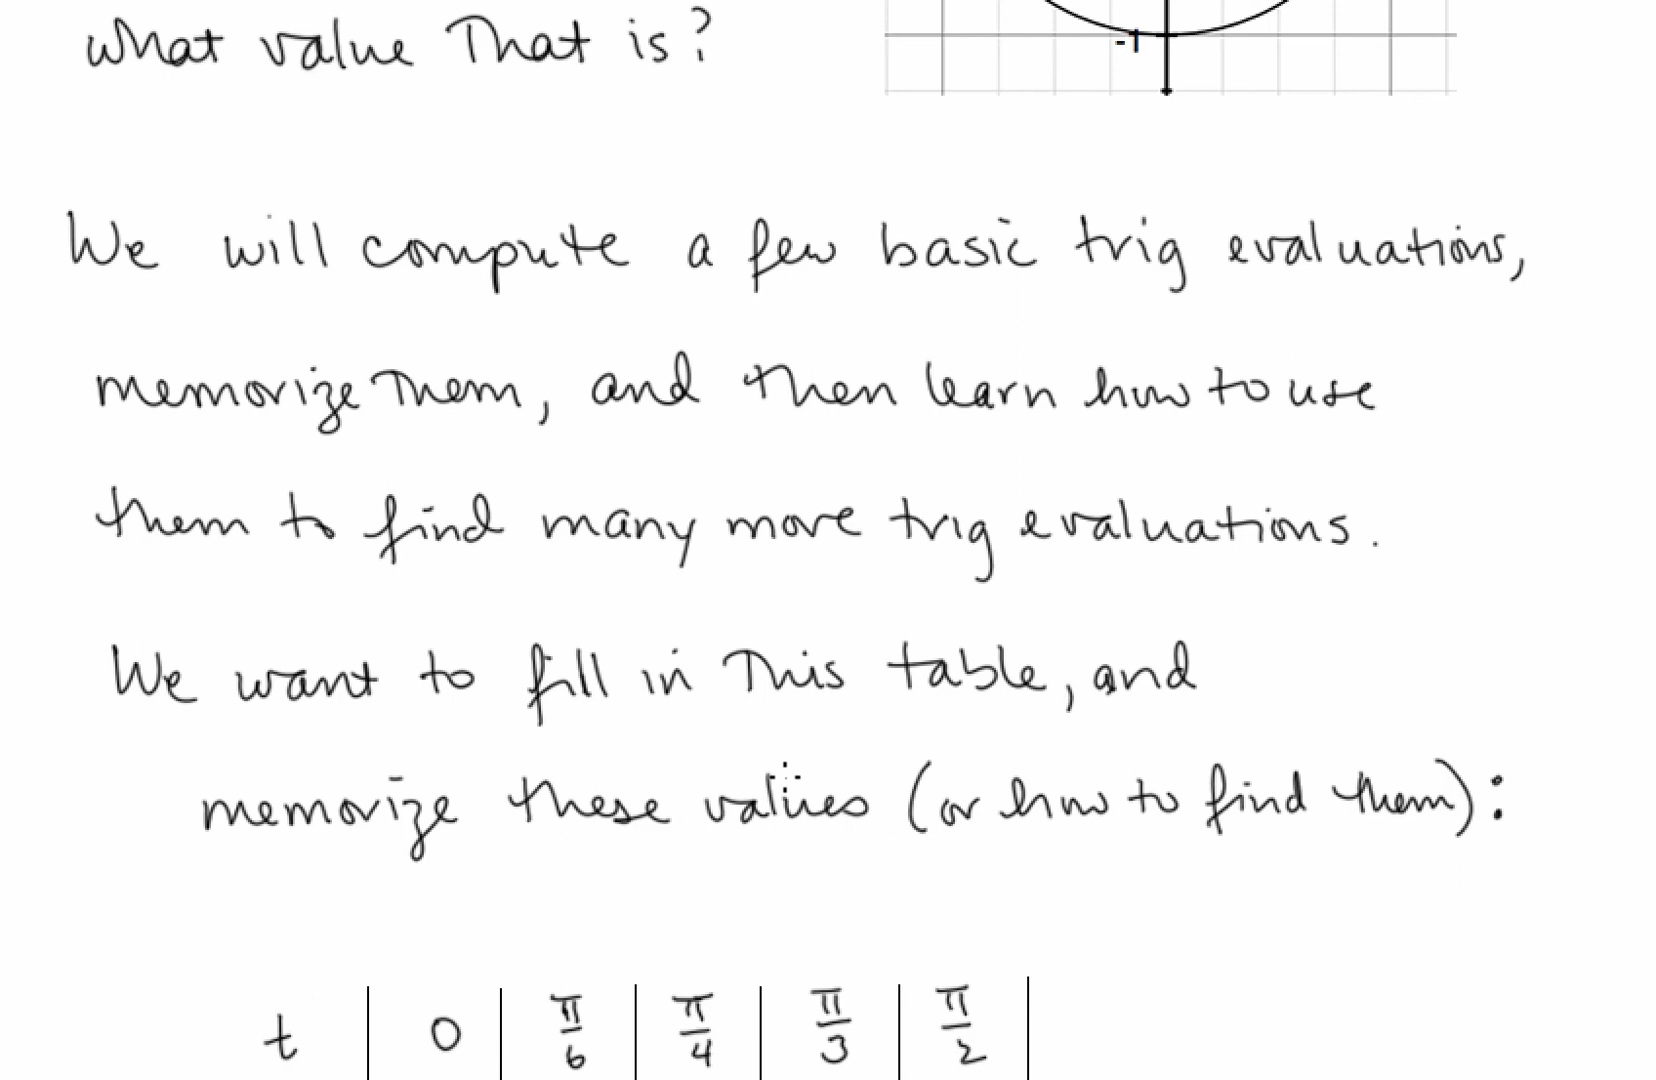 what value that is?
-1
We will compute a few basic trig evaluations,
memorize them, and then learn how to use
them to find many more trig evaluations.
We want to fill in this table, and
memorize these values (or how to find them):
t | 0 | π/6 | π/4 | π/3 | π/2 |